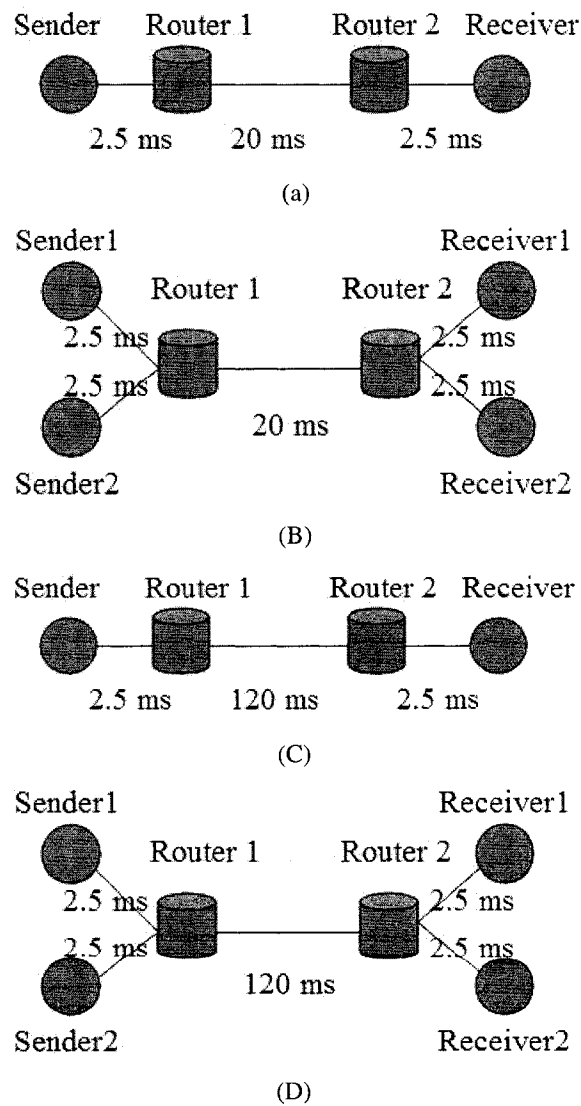 Sender Router 1 Router 2 Receiver
2.5 ms 20 ms 2.5 ms
(a)
Sender1 Receiver1
Router 1 Router 2
2.5 ms 2.5 ms
2.5 ms 2.5 ms
20 ms
Sender2 Receiver2
(B)
Sender Router 1 Router 2 Receiver
2.5 ms 120 ms 2.5 ms
(C)
Sender1 Receiver1
Router 1 Router 2
2.5 ms 2.5 ms
2.5 ms 2.5 ms
120 ms
Sender2 Receiver2
(D)